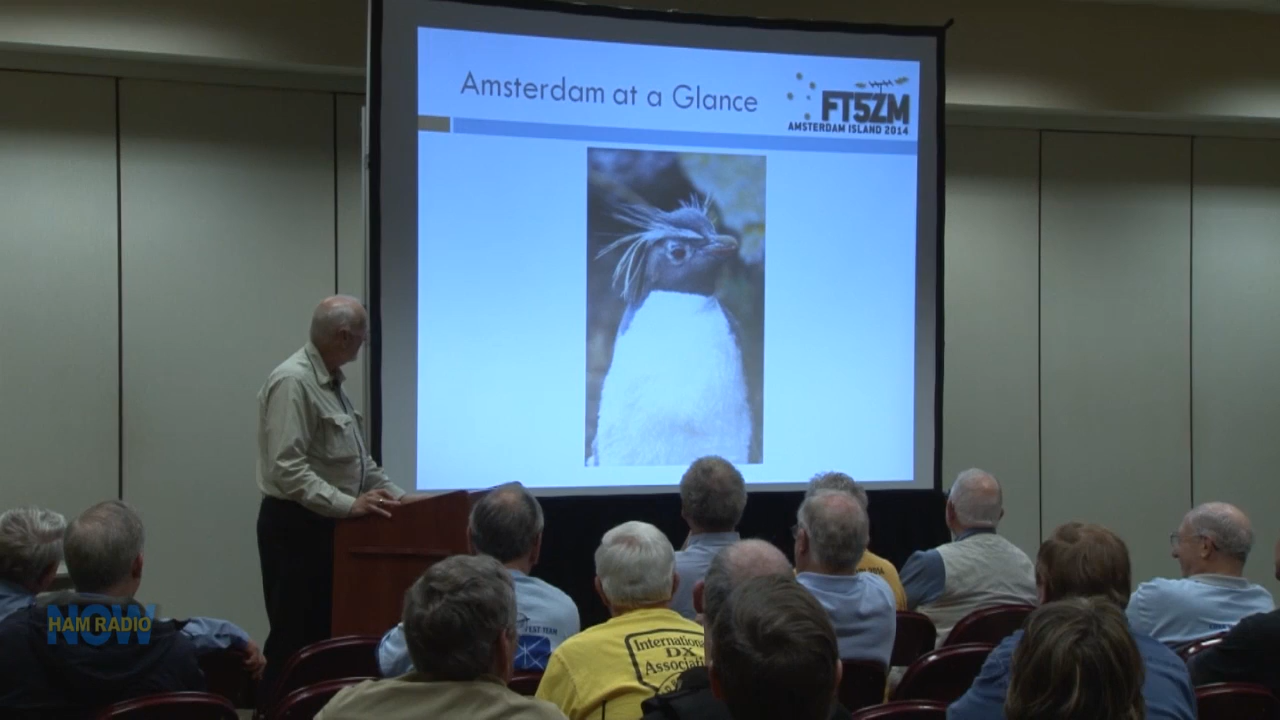 Amsterdam at a Glance
FT5ZM
AMSTERDAM ISLAND 2014
International
DX
Association
HAM RADIO
NOW